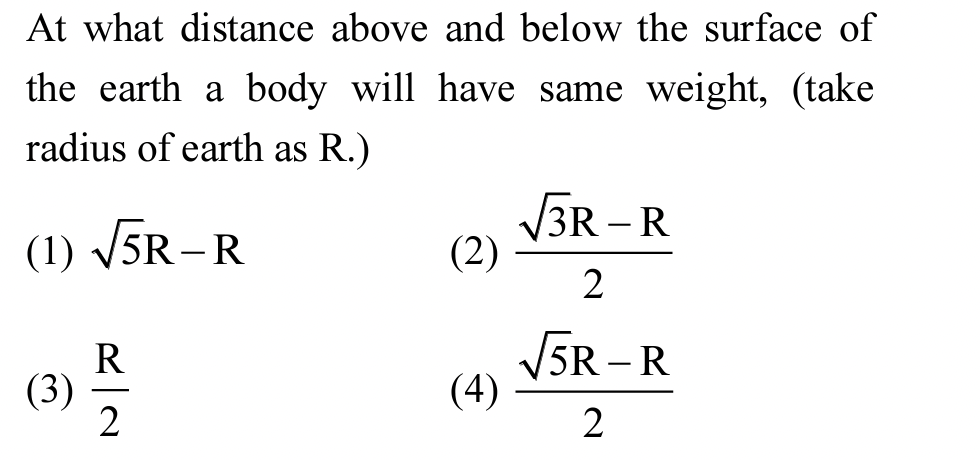 At what distance above and below the surface of
the earth a body will have same weight, (take
radius of earth as R.)
(1) √5R – R (2) √3R – R / 2
(3) R / 2 (4) √5R – R / 2